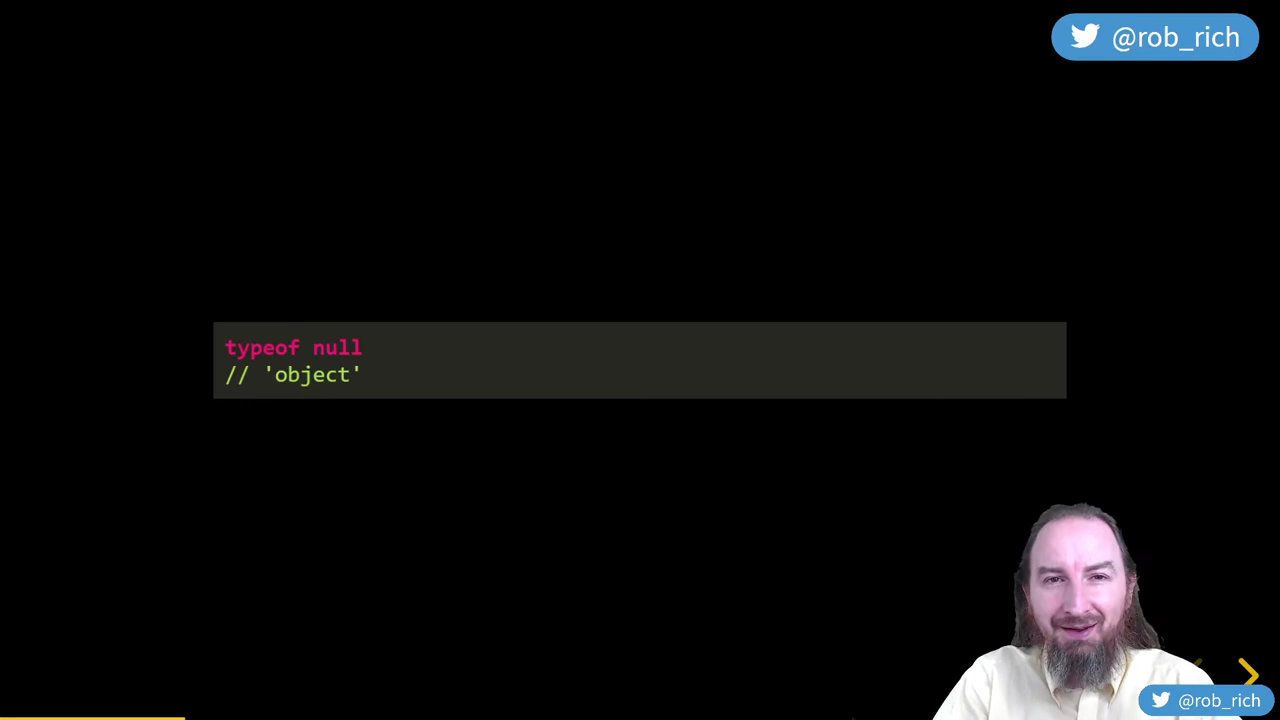 @rob_rich
typeof null
// 'object'
@rob_rich